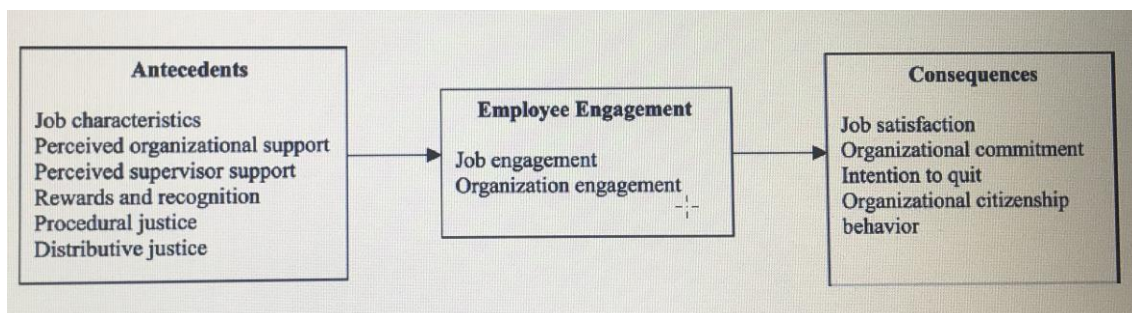 Antecedents
Job characteristics
Perceived organizational support
Perceived supervisor support
Rewards and recognition
Procedural justice
Distributive justice
Employee Engagement
Job engagement
Organization engagement
Consequences
Job satisfaction
Organizational commitment
Intention to quit
Organizational citizenship
behavior